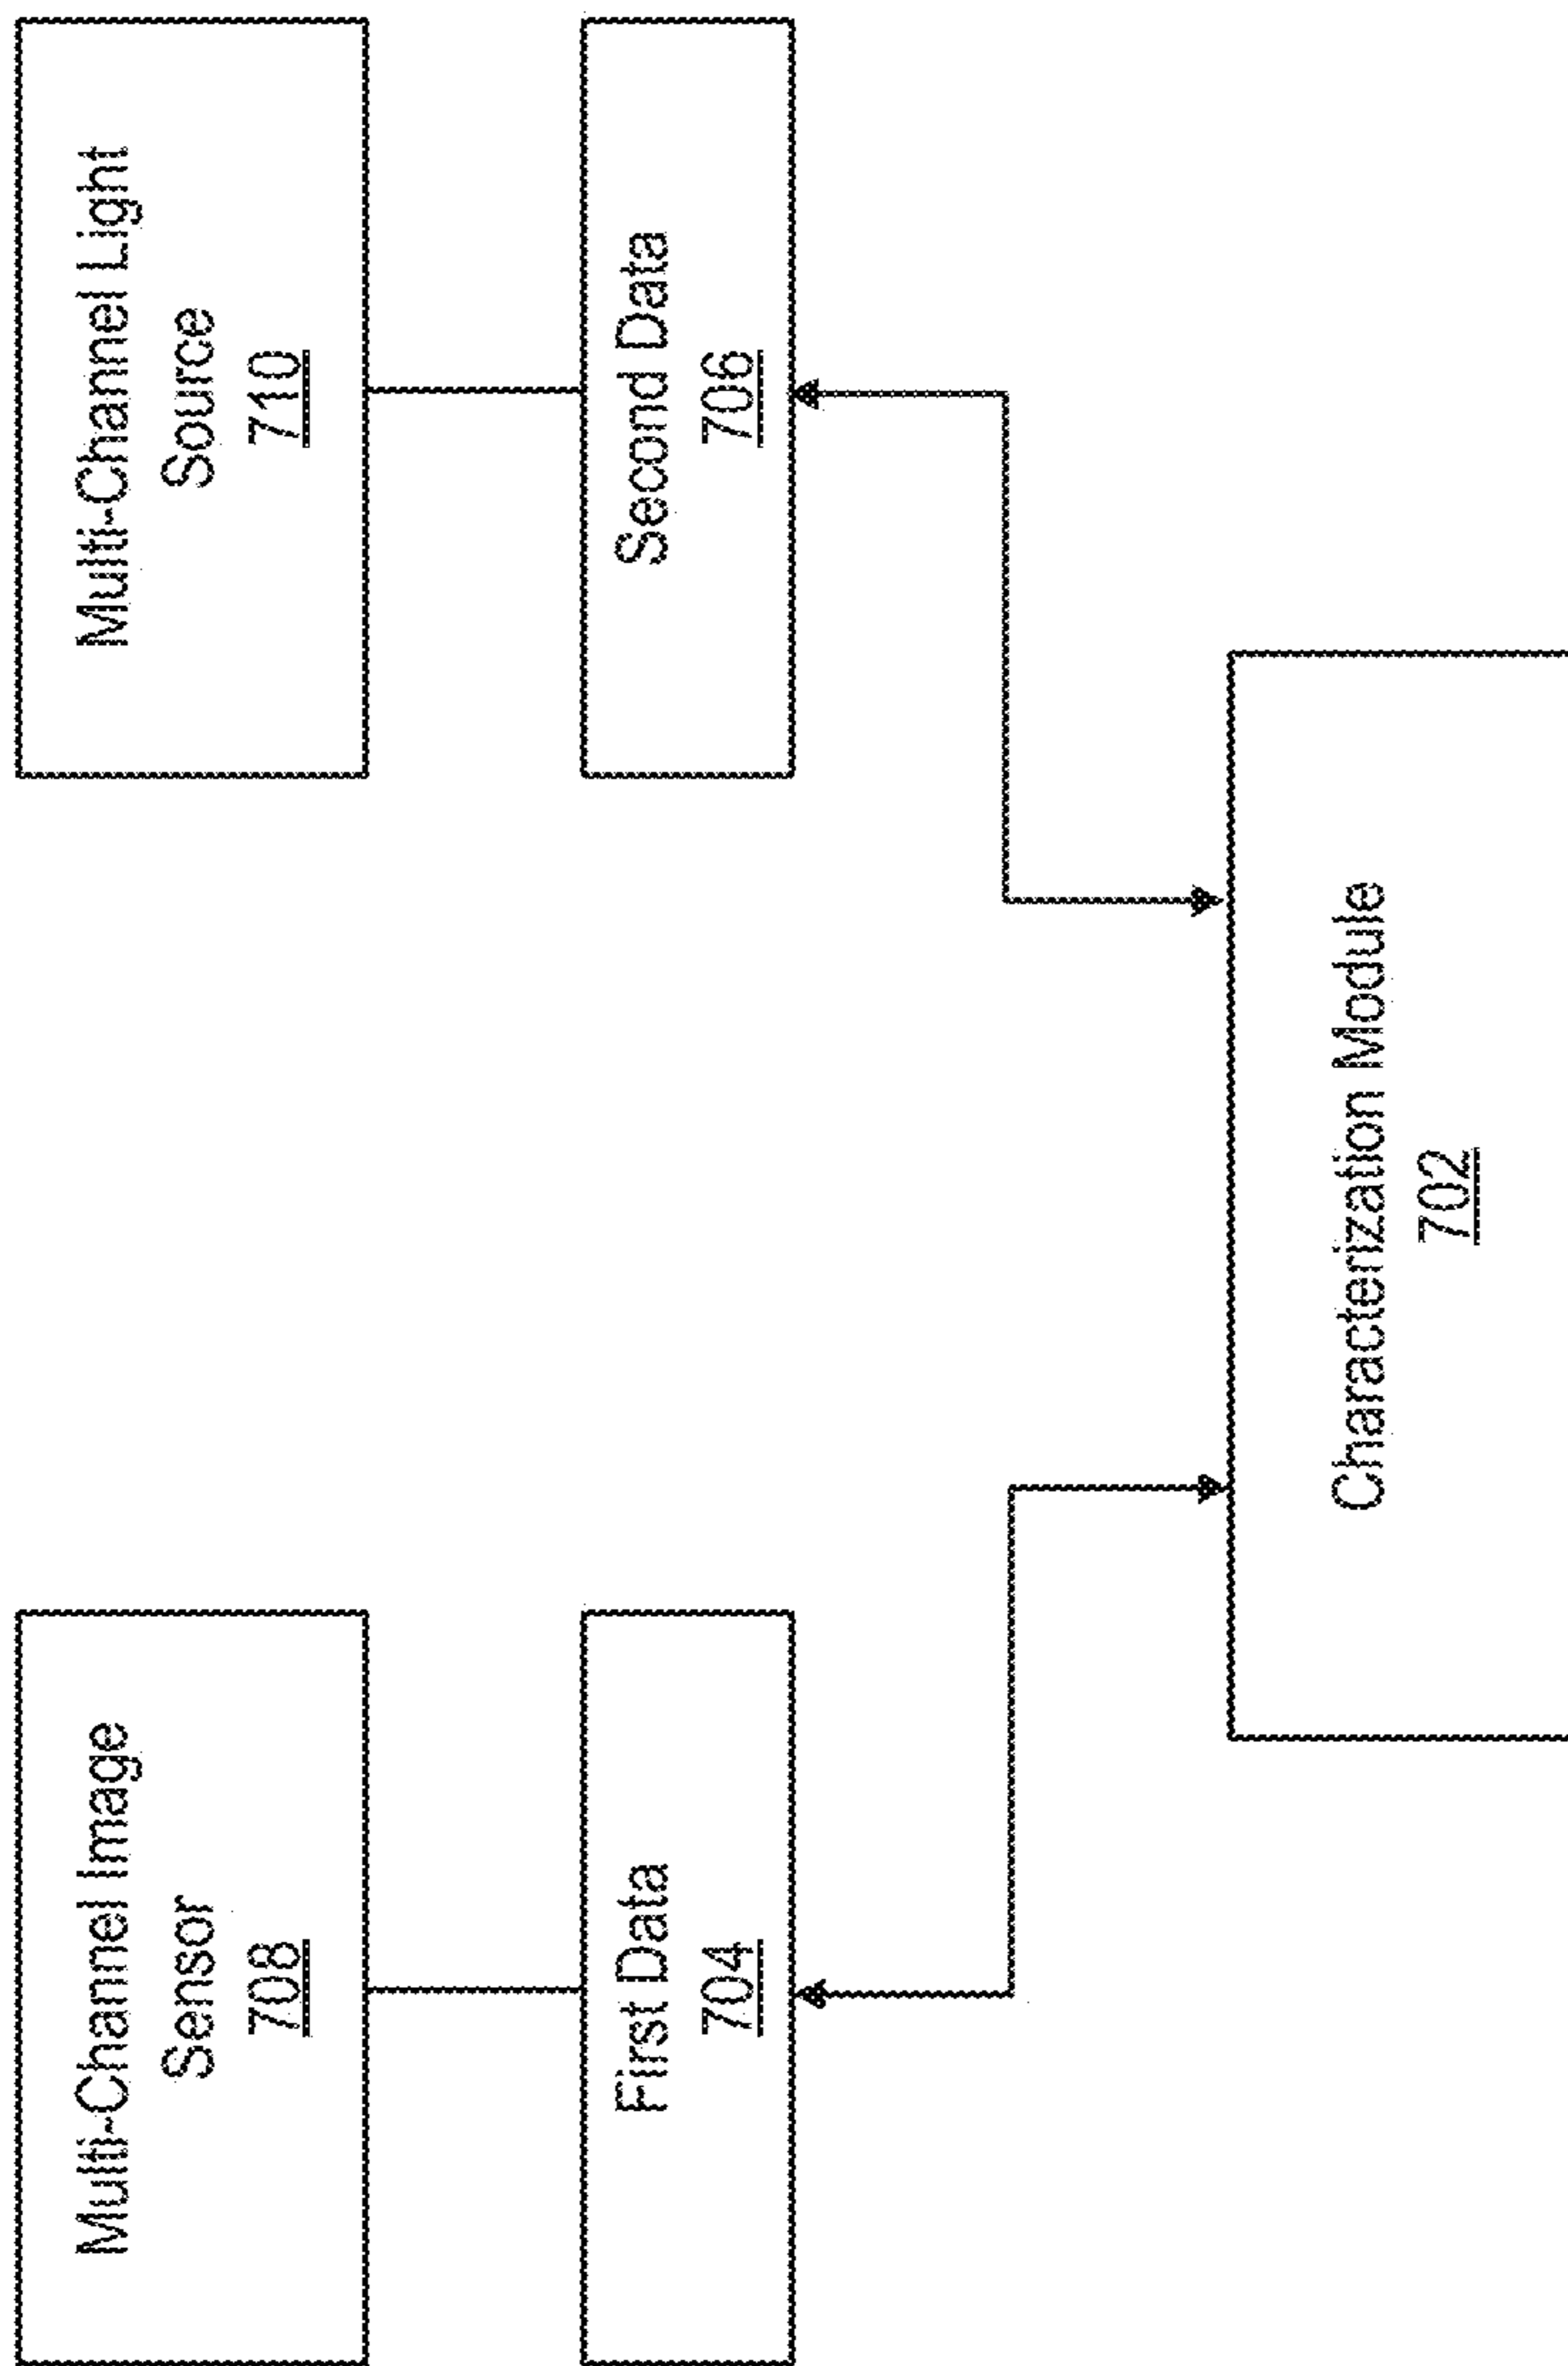 Multi-Channel Image
Sensor
708
Multi-Channel Light
Source
710
First Data
704
Second Data
706
Characterization Module
702